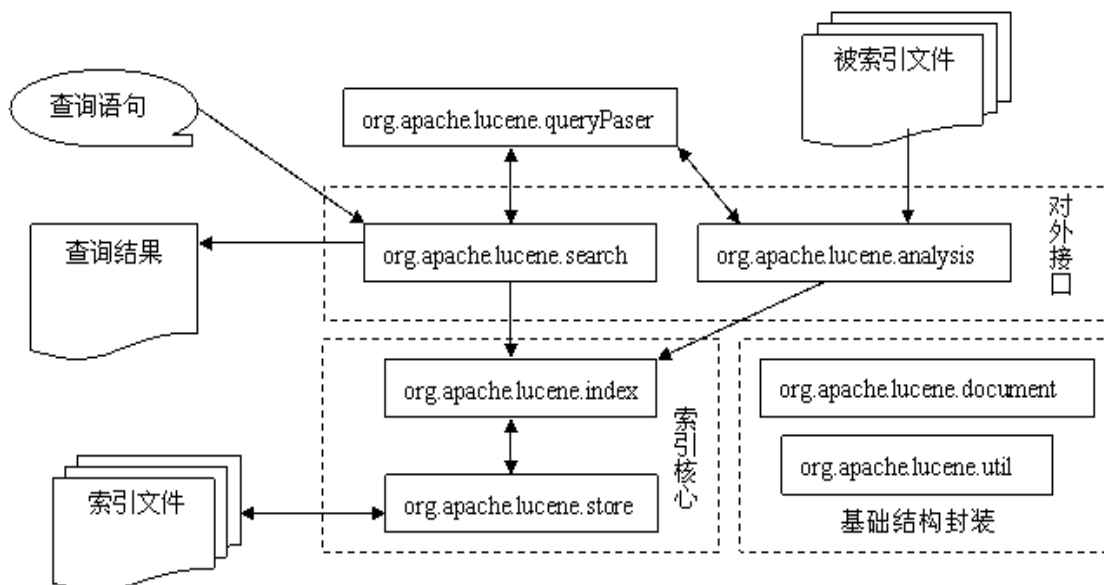 被索引文件
查询语句
org.apache.lucene.queryPaser
对外接口
查询结果
org.apache.lucene.search
org.apache.lucene.analysis
org.apache.lucene.index
org.apache.lucene.document
索引核心
org.apache.lucene.util
索引文件
org.apache.lucene.store
基础结构封装